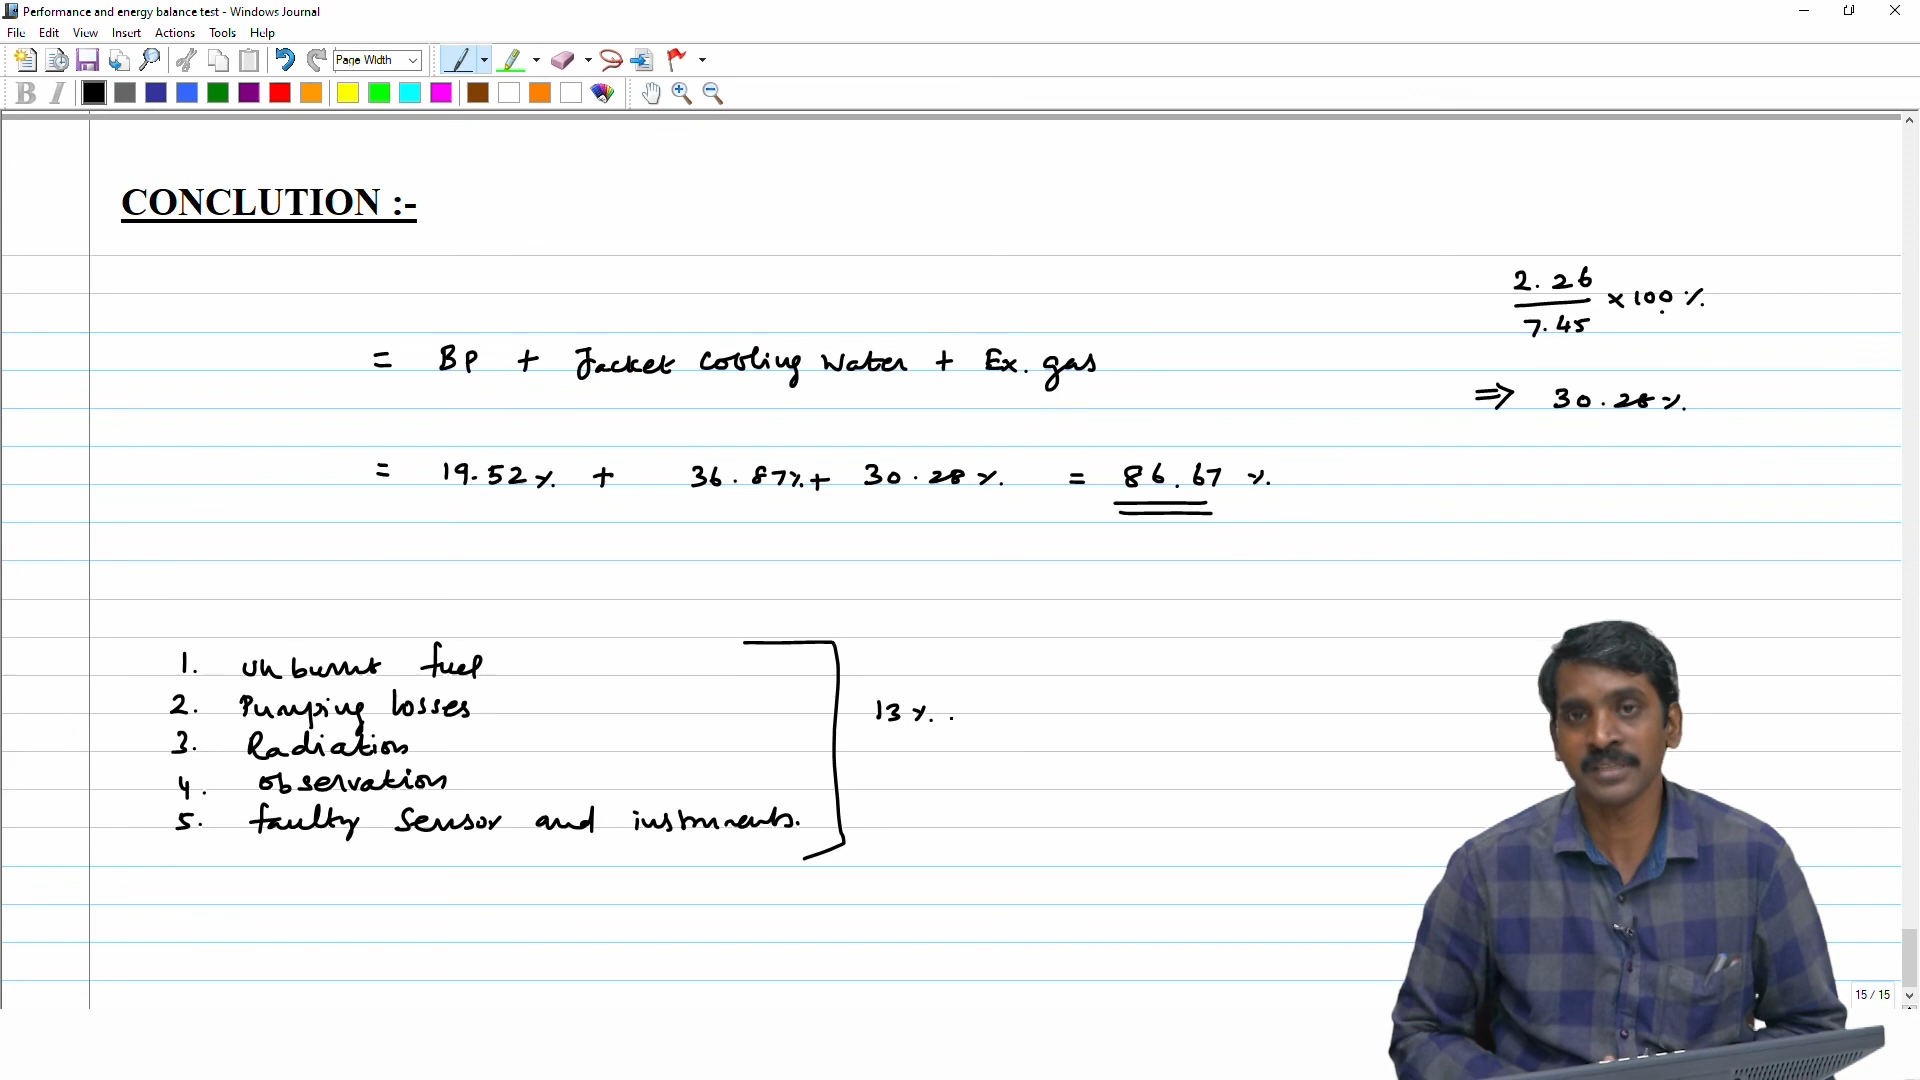 Performance and energy balance test - Windows Journal
File Edit View Insert Actions Tools Help
Page Width
B I
CONCLUTION :-
2.26
7.45
× 100 %
= BP + Jacket cooling water + Ex. gas
⇒ 30.28 %.
= 19.52 %. + 36.87 % + 30.28 %. = 86.67 %.
1. unburnt fuel
2. Pumping losses
3. Radiation
4. observation
5. faulty Sensor and instruments.
13 %. .
15 / 15